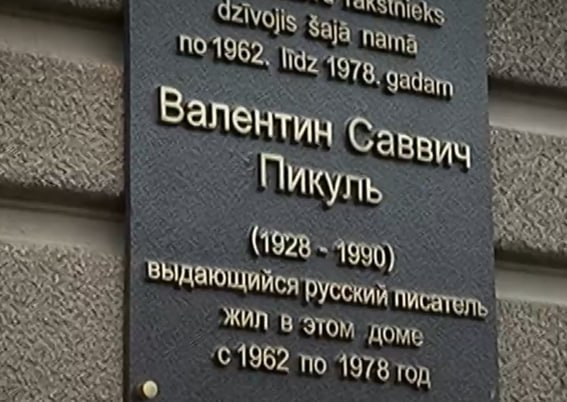 rakstnieks
dzīvojis šajā namā
no 1962. līdz 1978. gadam
Валентин Саввич
Пикуль
(1928 - 1990)
выдающийся русский писатель
жил в этом доме
с 1962 по 1978 год